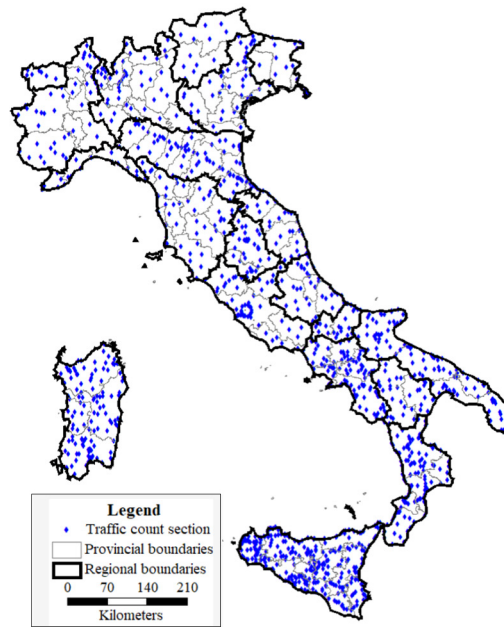 Legend
Traffic count section
Provincial boundaries
Regional boundaries
0 70 140 210
Kilometers